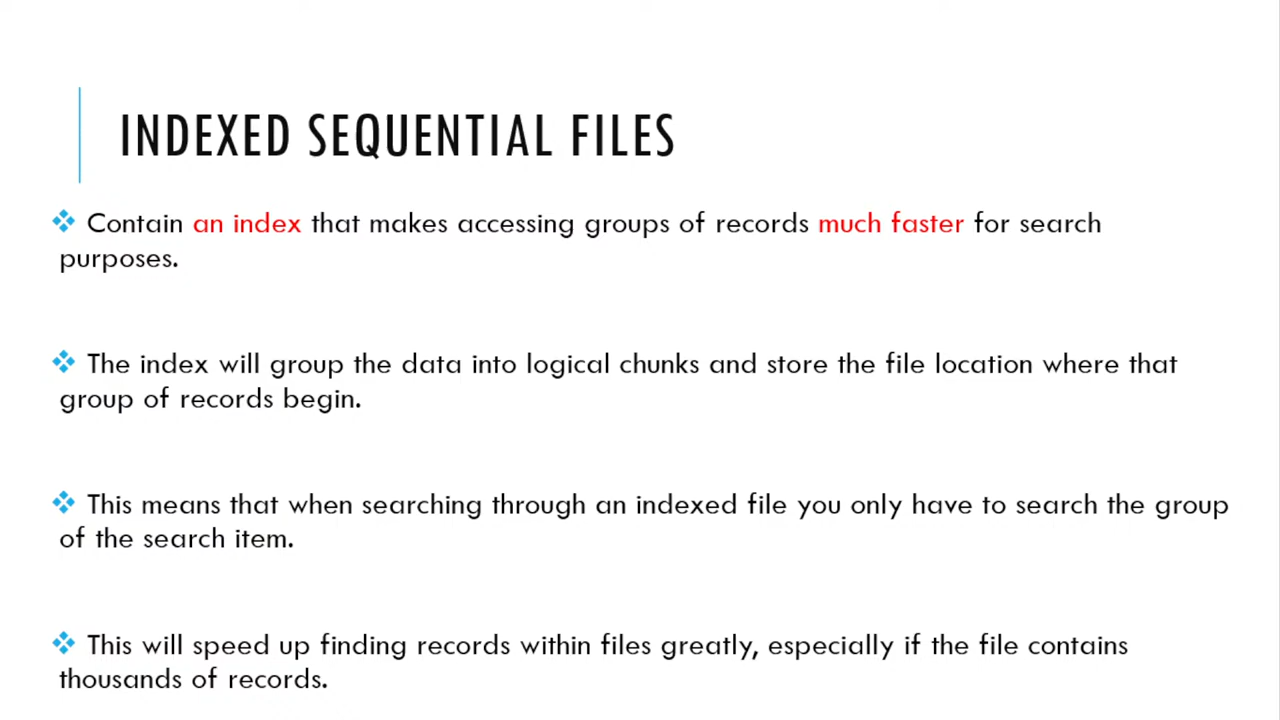 INDEXED SEQUENTIAL FILES
❖ Contain an index that makes accessing groups of records much faster for search
purposes.
❖ The index will group the data into logical chunks and store the file location where that
group of records begin.
❖ This means that when searching through an indexed file you only have to search the group
of the search item.
❖ This will speed up finding records within files greatly, especially if the file contains
thousands of records.